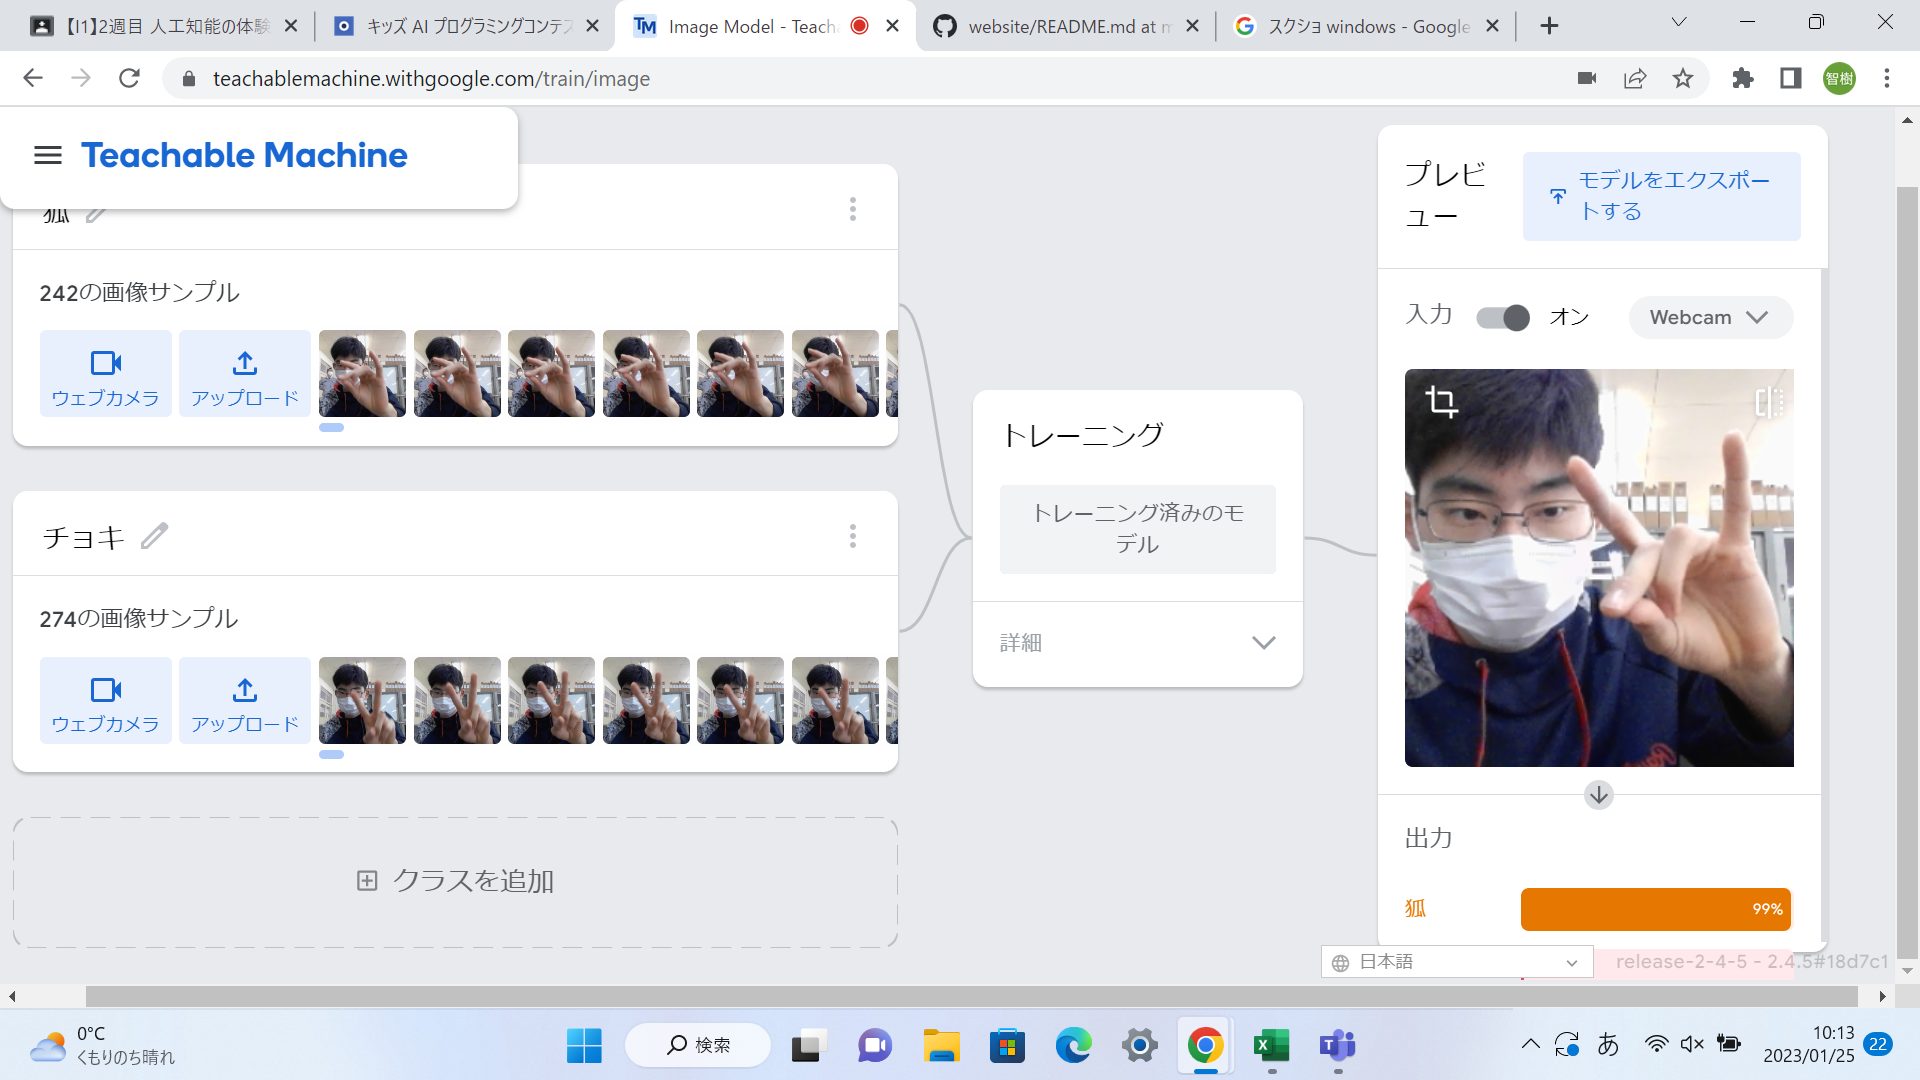 【I1】2週目 人工知能の体験
キッズ AI プログラミングコンテス
Image Model - Teacha
website/README.md at m
スクショ windows - Google
teachablemachine.withgoogle.com/train/image
智樹
Teachable Machine
狐
242の画像サンプル
ウェブカメラ
アップロード
チョキ
274の画像サンプル
ウェブカメラ
アップロード
クラスを追加
トレーニング
トレーニング済みのモ
デル
詳細
プレビ
ュー
モデルをエクスポー
トする
入力
オン
Webcam
出力
狐
99%
日本語
release-2-4-5 - 2.4.5#18d7c1
0°C
くもりのち晴れ
検索
あ
10:13
2023/01/25
22